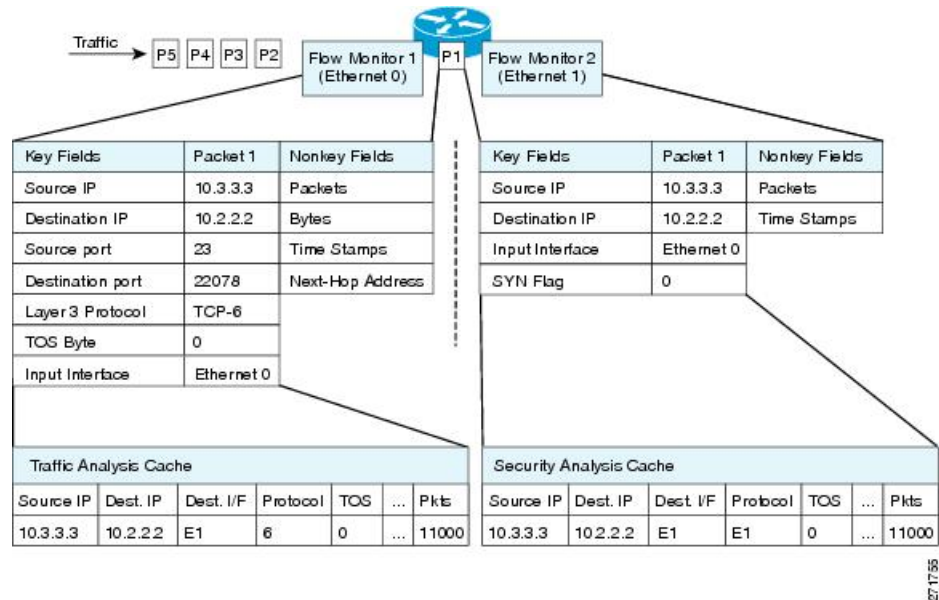 Traffic
P5 P4 P3 P2
Flow Monitor 1
(Ethernet 0)
P1
Flow Monitor 2
(Ethernet 1)
Key Fields Packet 1 Nonkey Fields
Source IP 10.3.3.3 Packets
Destination IP 10.2.2.2 Bytes
Source port 23 Time Stamps
Destination port 22078 Next-Hop Address
Layer 3 Protocol TCP-6
TOS Byte 0
Input Interface Ethernet 0
Key Fields Packet 1 Nonkey Fields
Source IP 10.3.3.3 Packets
Destination IP 10.2.2.2 Time Stamps
Input Interface Ethernet 0
SYN Flag 0
Traffic Analysis Cache
Source IP Dest. IP Dest. I/F Protocol TOS ... Pkts
10.3.3.3 10.2.2.2 E1 6 0 ... 11000
Security Analysis Cache
Source IP Dest. IP Dest. I/F Protocol TOS ... Pkts
10.3.3.3 10.2.2.2 E1 E1 0 ... 11000
271755